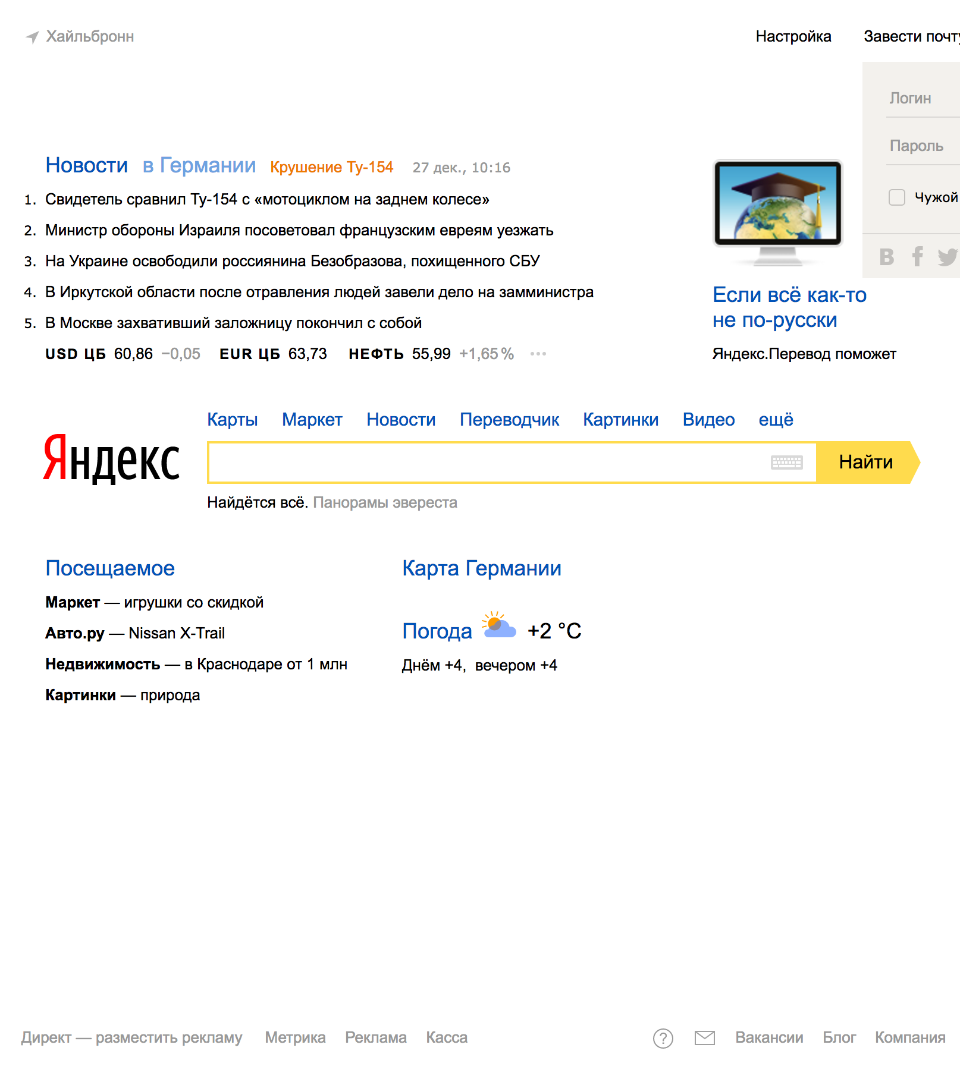 Хайльбронн
Настройка
Завести почту
Логин
Пароль
Чужой
Новости в Германии Крушение Ту-154 27 дек., 10:16
1. Свидетель сравнил Ту-154 с «мотоциклом на заднем колесе»
2. Министр обороны Израиля посоветовал французским евреям уезжать
3. На Украине освободили россиянина Безобразова, похищенного СБУ
4. В Иркутской области после отравления людей завели дело на замминистра
5. В Москве захвативший заложницу покончил с собой
USD ЦБ 60,86 −0,05 EUR ЦБ 63,73 НЕФТЬ 55,99 +1,65% •••
Если всё как-то
не по-русски
Яндекс.Перевод поможет
Карты Маркет Новости Переводчик Картинки Видео ещё
Яндекс
Найти
Найдётся всё. Панорамы эвереста
Посещаемое
Маркет — игрушки со скидкой
Авто.ру — Nissan X-Trail
Недвижимость — в Краснодаре от 1 млн
Картинки — природа
Карта Германии
Погода +2 °C
Днём +4, вечером +4
Директ — разместить рекламу Метрика Реклама Касса
? Вакансии Блог Компания